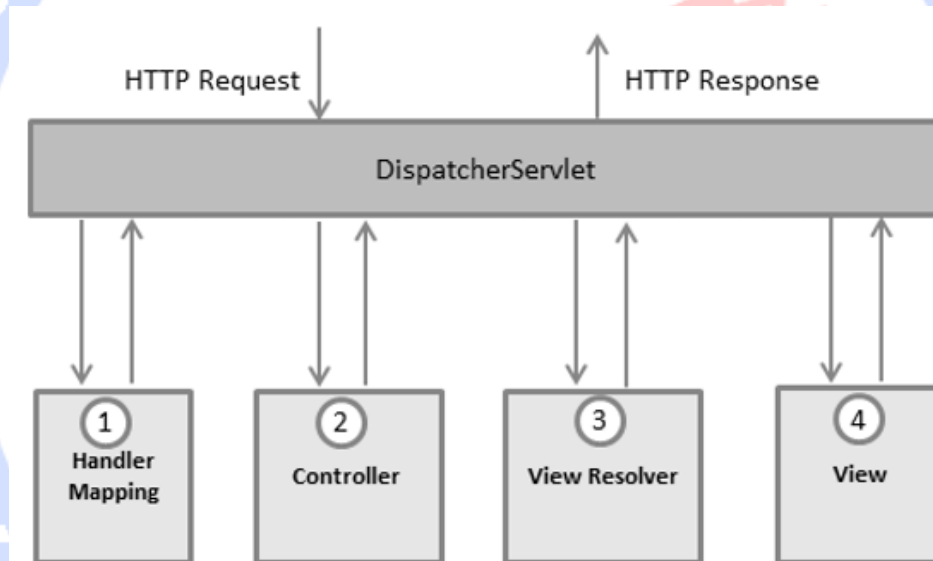 HTTP Request
HTTP Response
DispatcherServlet
1
Handler
Mapping
2
Controller
3
View Resolver
4
View